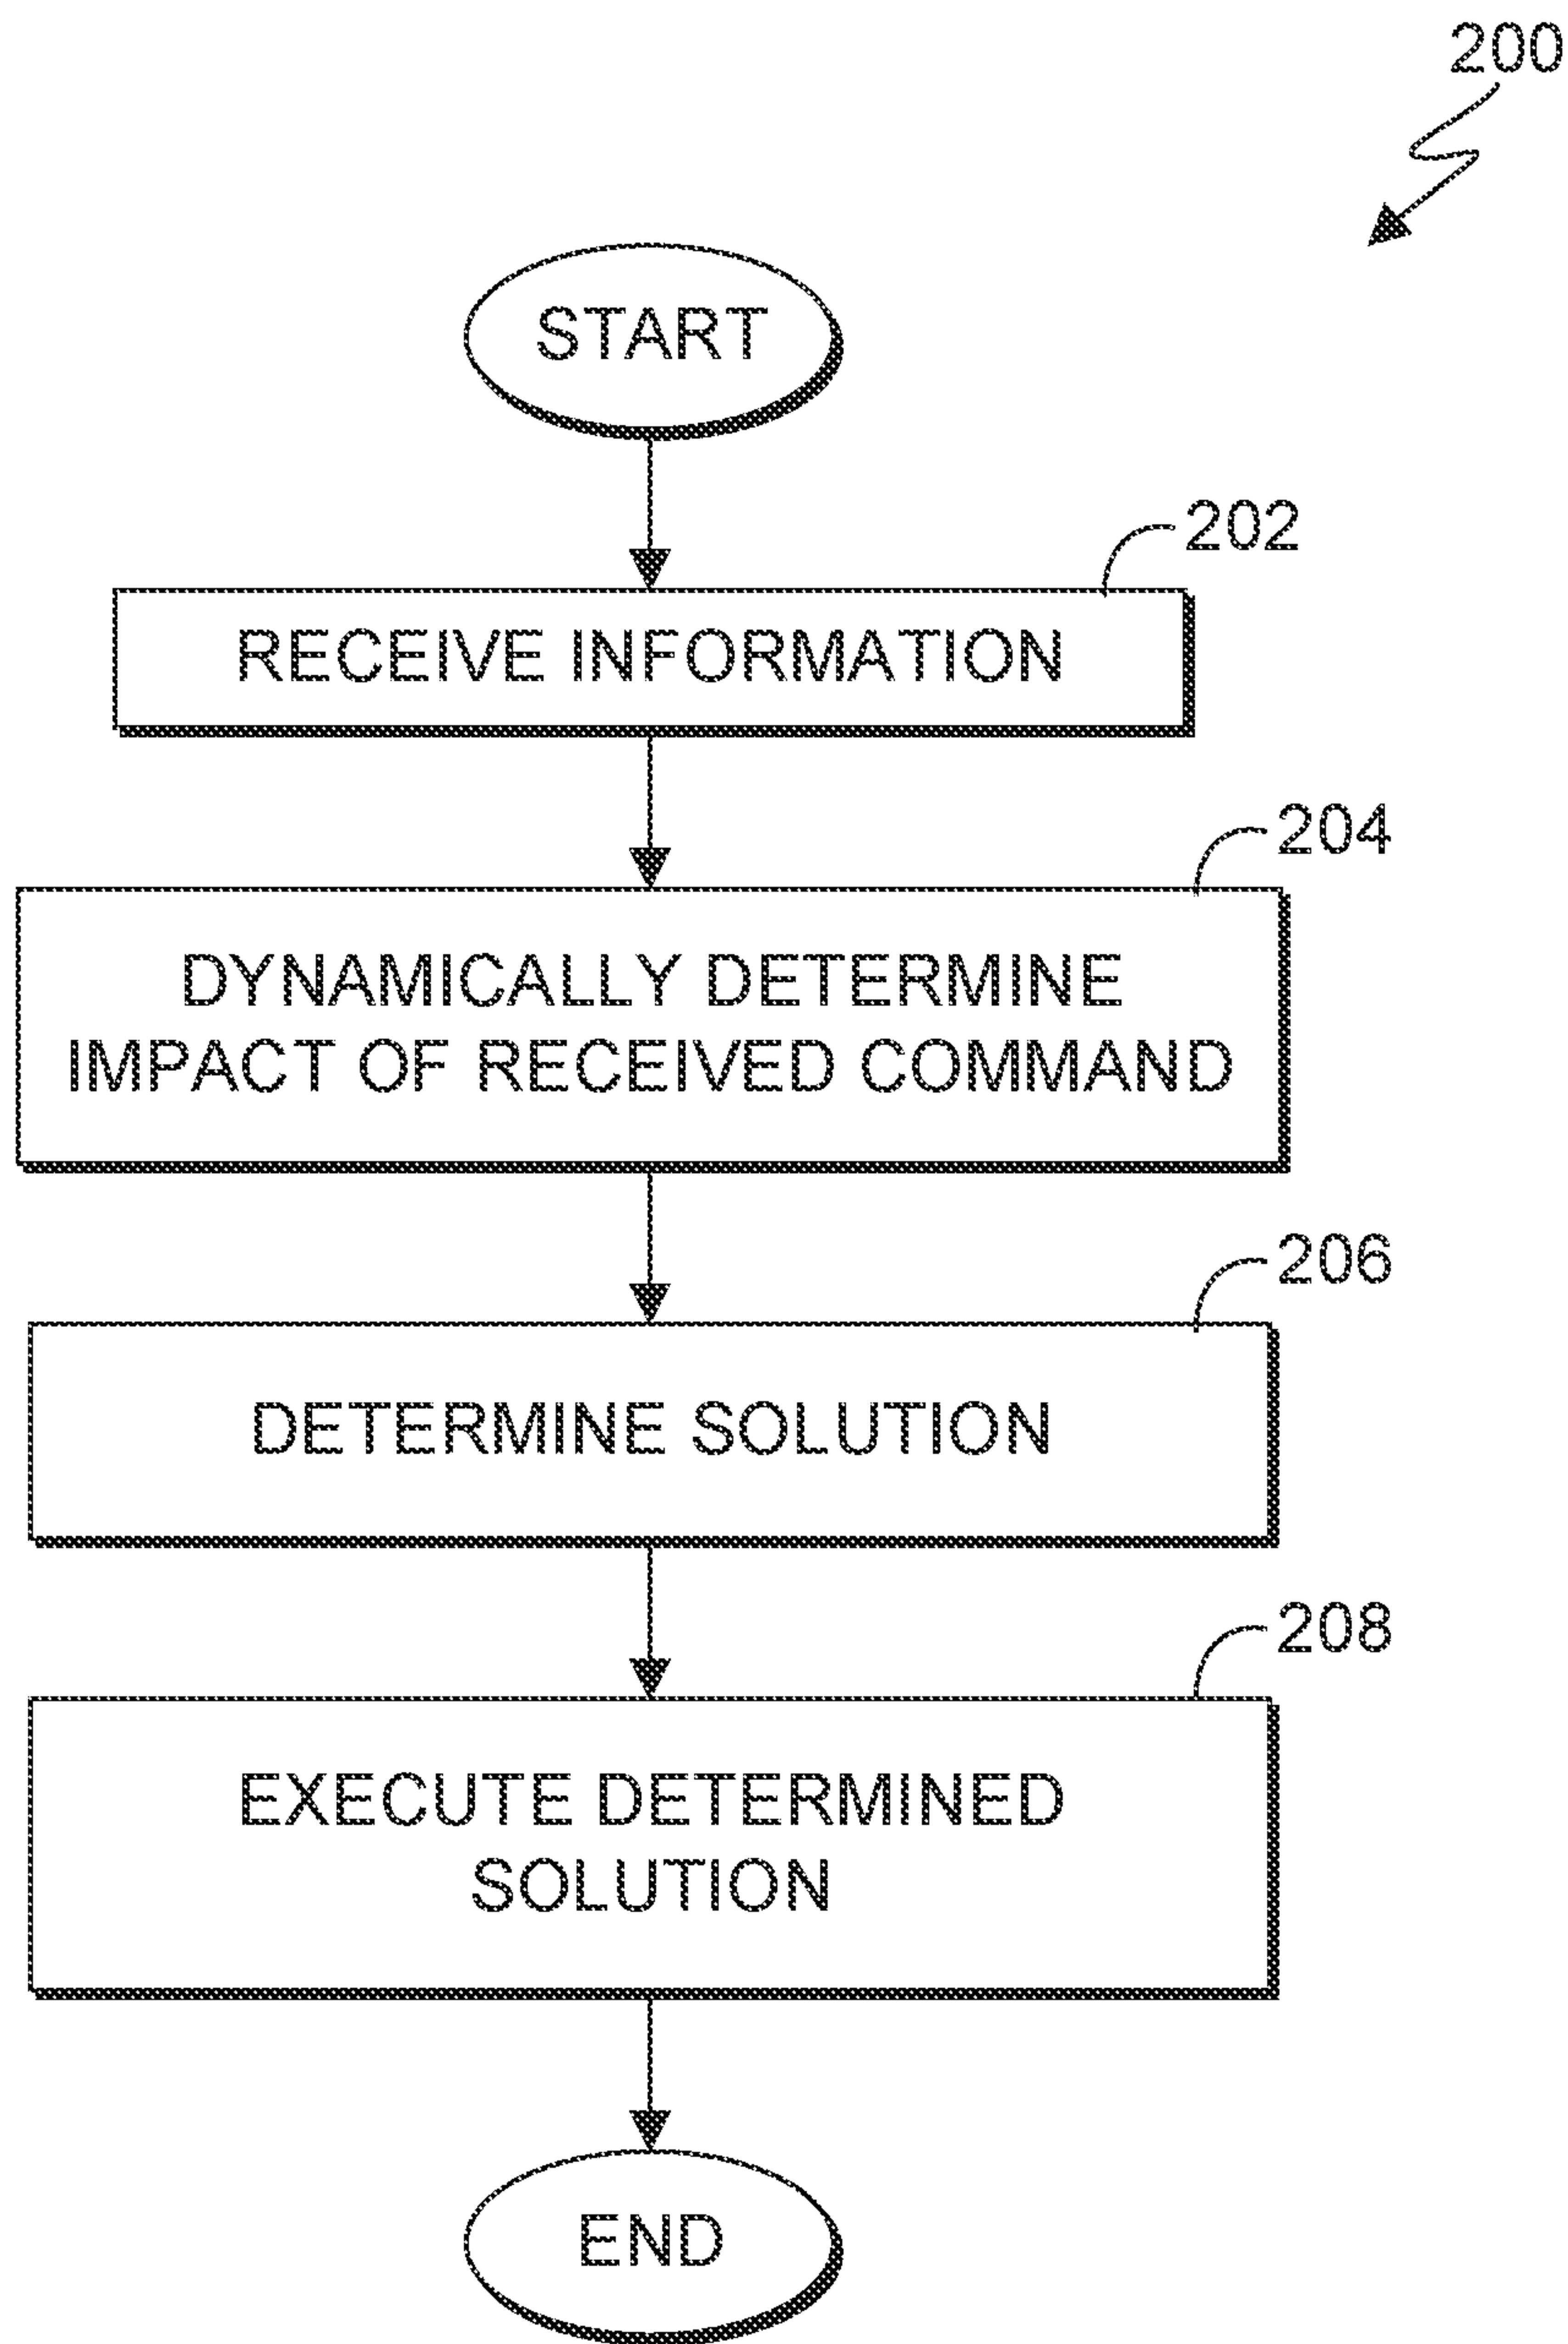 200
START
202
RECEIVE INFORMATION
204
DYNAMICALLY DETERMINE
IMPACT OF RECEIVED COMMAND
206
DETERMINE SOLUTION
208
EXECUTE DETERMINED
SOLUTION
END